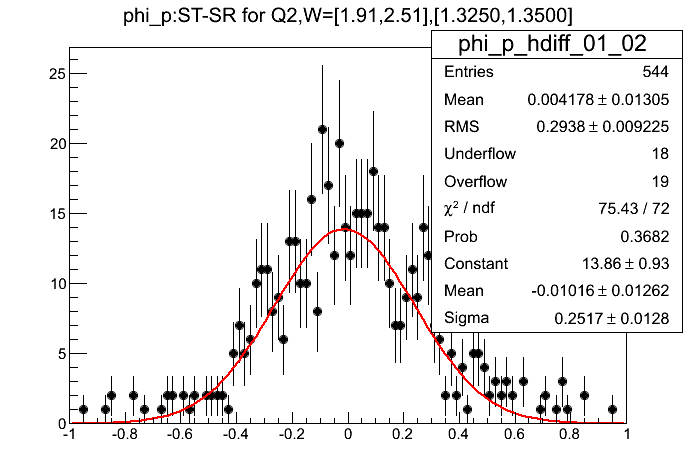 phi_p:ST-SR for Q2,W=[1.91,2.51],[1.3250,1.3500]
phi_p_hdiff_01_02
Entries 544
Mean 0.004178 ± 0.01305
RMS 0.2938 ± 0.009225
Underflow 18
Overflow 19
χ² / ndf 75.43 / 72
Prob 0.3682
Constant 13.86 ± 0.93
Mean -0.01016 ± 0.01262
Sigma 0.2517 ± 0.0128
25
20
15
10
5
0
-1 -0.8 -0.6 -0.4 -0.2 0 0.2 0.4 0.6 0.8 1